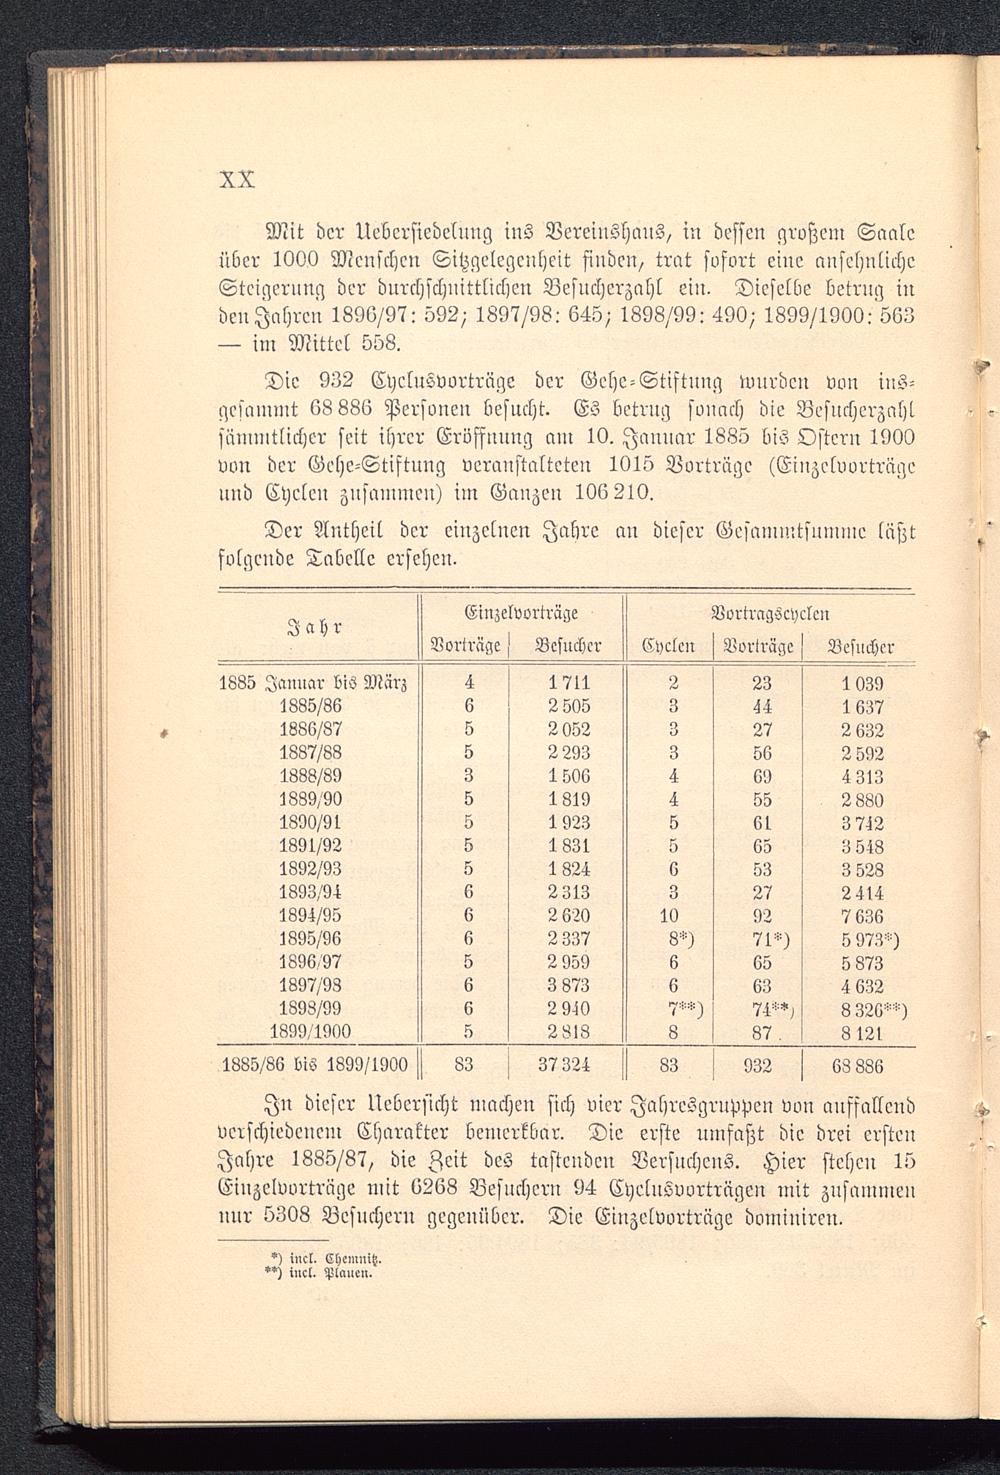 XX
Mit der Uebersiedelung ins Vereinshaus, in dessen großem Saale
über 1000 Menschen Sitzgelegenheit finden, trat sofort eine ansehnliche
Steigerung der durchschnittlichen Besucherzahl ein. Dieselbe betrug in
den Jahren 1896/97: 592; 1897/98: 645; 1898/99: 490; 1899/1900: 563
— im Mittel 558.
Die 932 Cyclusvorträge der Gehe-Stiftung wurden von ins-
gesammt 68 886 Personen besucht. Es betrug sonach die Besucherzahl
sämmtlicher seit ihrer Eröffnung am 10. Januar 1885 bis Ostern 1900
von der Gehe-Stiftung veranstalteten 1015 Vorträge (Einzelvorträge
und Cyclen zusammen) im Ganzen 106 210.
Der Antheil der einzelnen Jahre an dieser Gesammtsumme läßt
folgende Tabelle ersehen.
Jahr Einzelvorträge Vortragscyclen
Vorträge Besucher Cyclen Vorträge Besucher
1885 Januar bis März 4 1 711 2 23 1 039
1885/86 6 2 505 3 44 1 637
1886/87 5 2 052 3 27 2 632
1887/88 5 2 293 3 56 2 592
1888/89 3 1 506 4 69 4 313
1889/90 5 1 819 4 55 2 880
1890/91 5 1 923 5 61 3 742
1891/92 5 1 831 5 65 3 548
1892/93 5 1 824 6 53 3 528
1893/94 6 2 313 3 27 2 414
1894/95 6 2 620 10 92 7 636
1895/96 6 2 337 8*) 71*) 5 973*)
1896/97 5 2 959 6 65 5 873
1897/98 6 3 873 6 63 4 632
1898/99 6 2 940 7**) 74**) 8 326**)
1899/1900 5 2 818 8 87 8 121
1885/86 bis 1899/1900 83 37 324 83 932 68 886
In dieser Uebersicht machen sich vier Jahresgruppen von auffallend
verschiedenem Charakter bemerkbar. Die erste umfaßt die drei ersten
Jahre 1885/87, die Zeit des tastenden Versuchens. Hier stehen 15
Einzelvorträge mit 6268 Besuchern 94 Cyclusvorträgen mit zusammen
nur 5308 Besuchern gegenüber. Die Einzelvorträge dominiren.
*) incl. Chemnitz.
**) incl. Plauen.